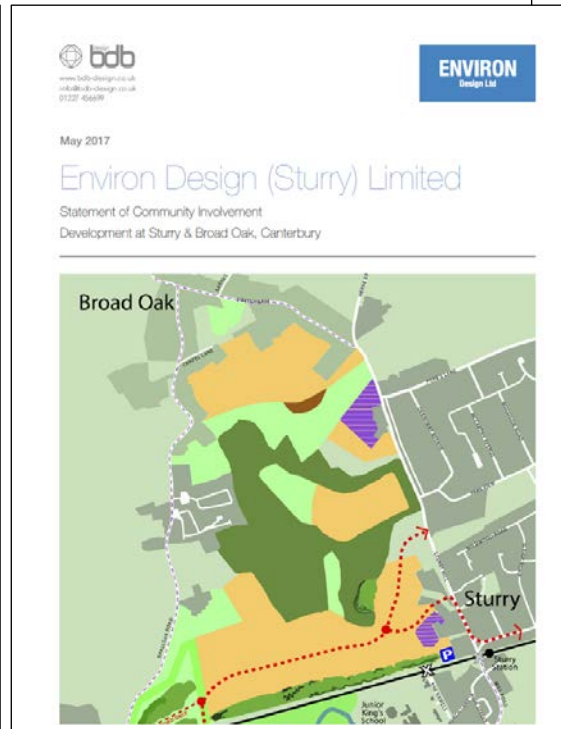 bdb
www.bdb-design.co.uk
info@bdb-design.co.uk
01227 456699
ENVIRON
Design Ltd
May 2017
Environ Design (Sturry) Limited
Statement of Community Involvement
Development at Sturry & Broad Oak, Canterbury
Broad Oak
Sturry
P
Sturry
Station
Junior
King's
School